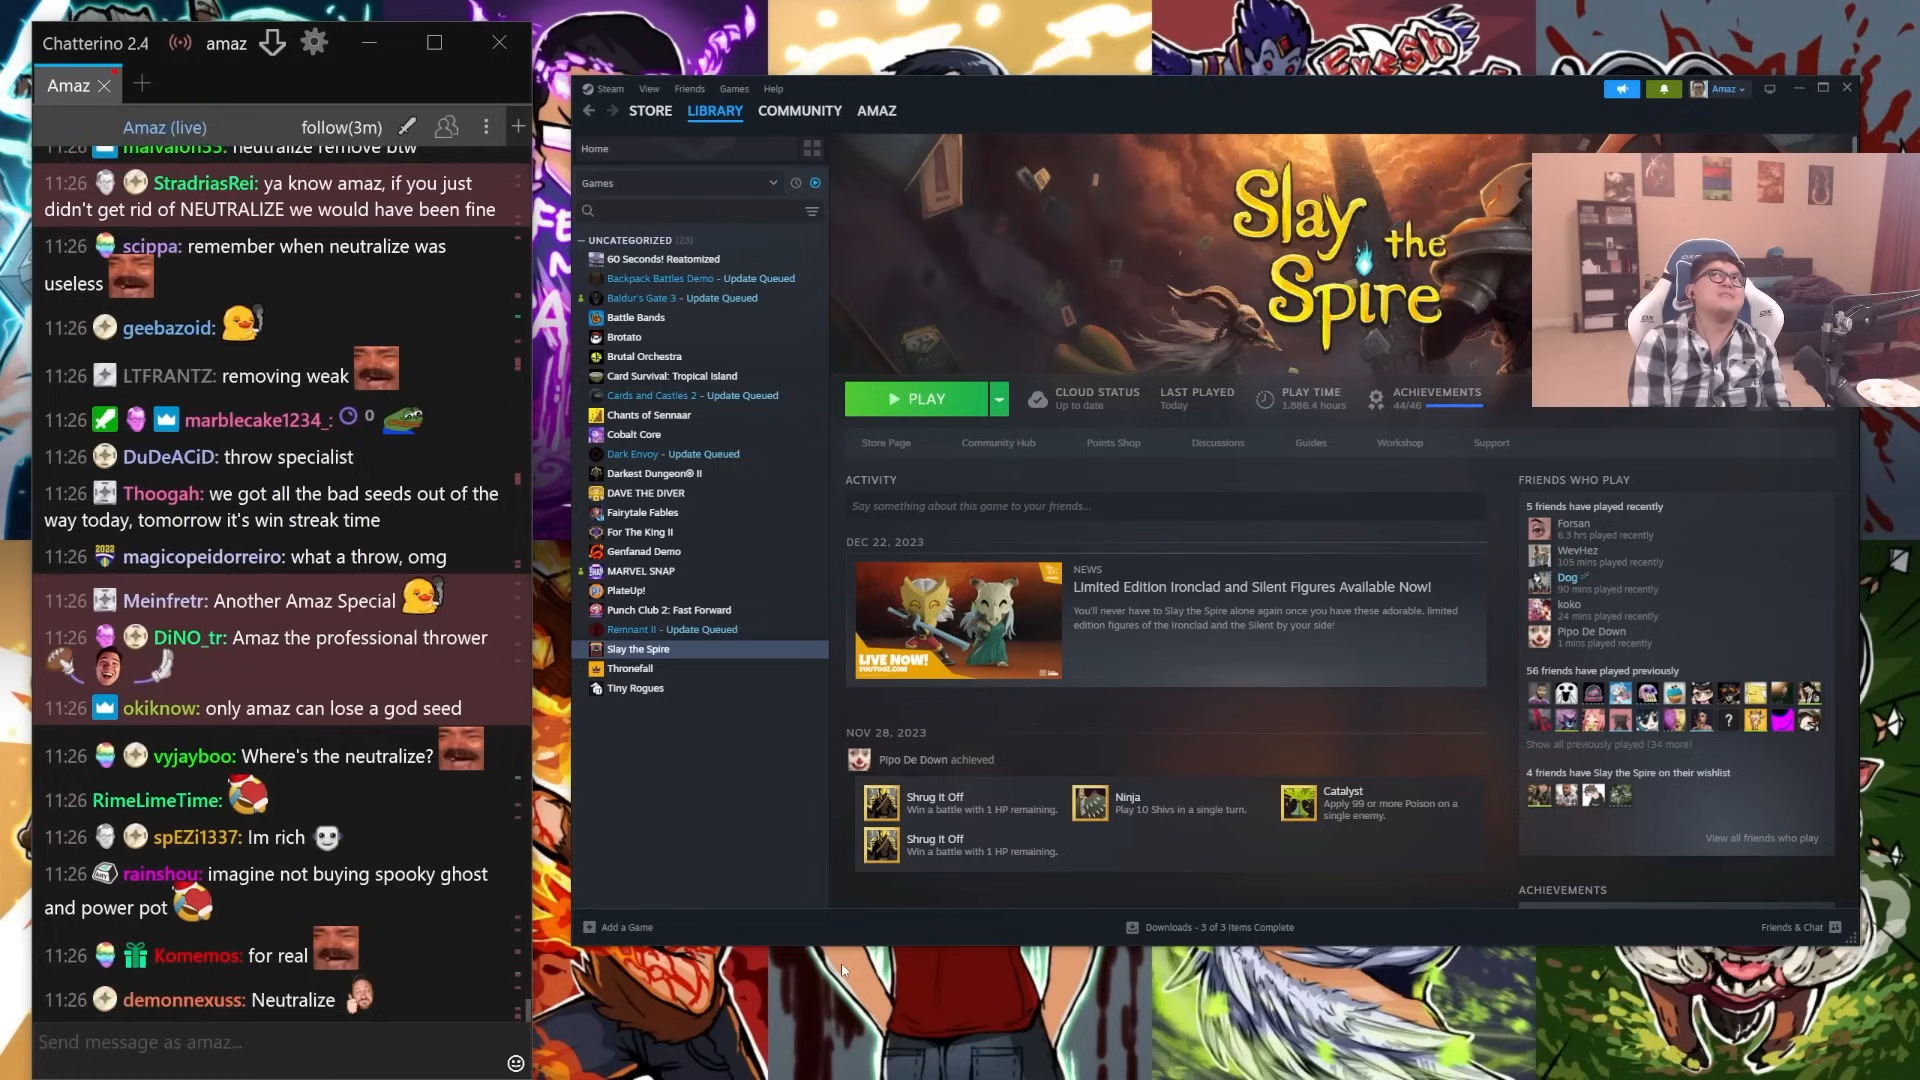 Chatterino 2.4
amaz
Amaz
Amaz (live)
follow(3m)
11:26 malvalon55: neutralize remove btw
11:26 StradriasRei: ya know amaz, if you just
didn't get rid of NEUTRALIZE we would have been fine
11:26 scippa: remember when neutralize was
useless
11:26 geebazoid:
11:26 LTFRANTZ: removing weak
11:26 marblecake1234_: 0
11:26 DuDeACiD: throw specialist
11:26 Thoogah: we got all the bad seeds out of the
way today, tomorrow it's win streak time
11:26 magicopeidorreiro: what a throw, omg
11:26 Meinfretr: Another Amaz Special
11:26 DiNO_tr: Amaz the professional thrower
11:26 okiknow: only amaz can lose a god seed
11:26 vyjayboo: Where's the neutralize?
11:26 RimeLimeTime:
11:26 spEZi1337: Im rich
11:26 rainshou: imagine not buying spooky ghost
and power pot
11:26 Komemos: for real
11:26 demonnexuss: Neutralize
Send message as amaz...
Steam View Friends Games Help
Amaz
STORE LIBRARY COMMUNITY AMAZ
Home
Games
UNCATEGORIZED (23)
60 Seconds! Reatomized
Backpack Battles Demo - Update Queued
Baldur's Gate 3 - Update Queued
Battle Bands
Brotato
Brutal Orchestra
Card Survival: Tropical Island
Cards and Castles 2 - Update Queued
Chants of Sennaar
Cobalt Core
Dark Envoy - Update Queued
Darkest Dungeon® II
DAVE THE DIVER
Fairytale Fables
For The King II
Genfanad Demo
MARVEL SNAP
PlateUp!
Punch Club 2: Fast Forward
Remnant II - Update Queued
Slay the Spire
Thronefall
Tiny Rogues
Slay the Spire
PLAY
CLOUD STATUS
Up to date
LAST PLAYED
Today
PLAY TIME
1,886.4 hours
ACHIEVEMENTS
44/46
Store Page Community Hub Points Shop Discussions Guides Workshop Support
ACTIVITY
Say something about this game to your friends...
DEC 22, 2023
LIVE NOW!
YOUTOOZ.COM
NEWS
Limited Edition Ironclad and Silent Figures Available Now!
You'll never have to Slay the Spire alone again once you have these adorable, limited
edition figures of the Ironclad and the Silent by your side!
NOV 28, 2023
Pipo De Down achieved
Shrug It Off
Win a battle with 1 HP remaining.
Ninja
Play 10 Shivs in a single turn.
Catalyst
Apply 99 or more Poison on a
single enemy.
Shrug It Off
Win a battle with 1 HP remaining.
FRIENDS WHO PLAY
5 friends have played recently
Forsan
6.3 hrs played recently
WevHez
105 mins played recently
Dog
90 mins played recently
koko
24 mins played recently
Pipo De Down
1 mins played recently
56 friends have played previously
Show all previously played (34 more)
4 friends have Slay the Spire on their wishlist
View all friends who play
ACHIEVEMENTS
Add a Game
Downloads - 3 of 3 Items Complete
Friends & Chat